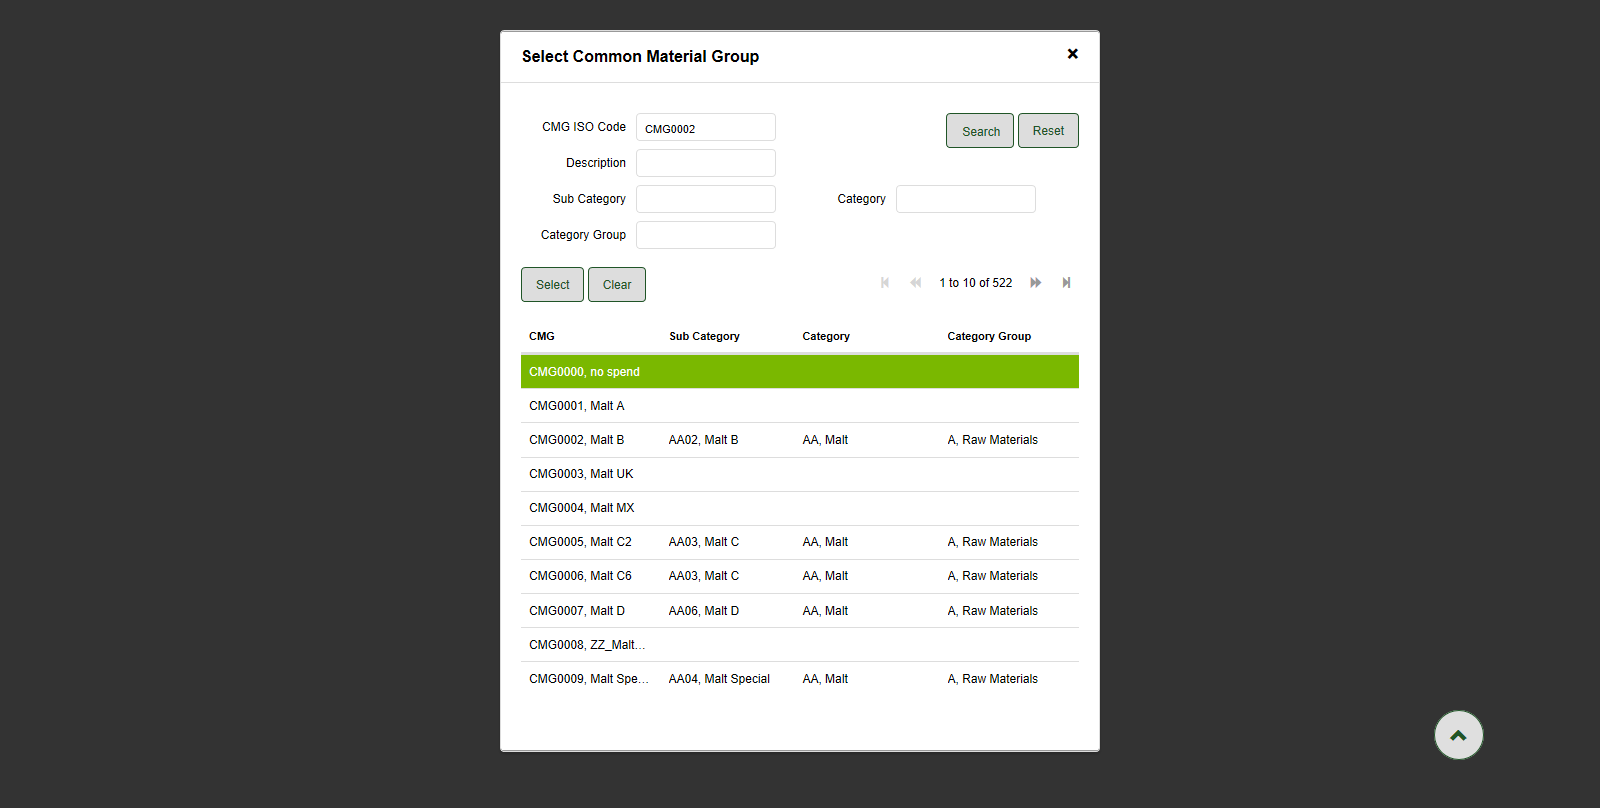 Select Common Material Group
CMG ISO Code CMG0002 Search Reset
Description
Sub Category Category
Category Group
Select Clear 1 to 10 of 522
CMG Sub Category Category Category Group
CMG0000, no spend
CMG0001, Malt A
CMG0002, Malt B AA02, Malt B AA, Malt A, Raw Materials
CMG0003, Malt UK
CMG0004, Malt MX
CMG0005, Malt C2 AA03, Malt C AA, Malt A, Raw Materials
CMG0006, Malt C6 AA03, Malt C AA, Malt A, Raw Materials
CMG0007, Malt D AA06, Malt D AA, Malt A, Raw Materials
CMG0008, ZZ_Malt...
CMG0009, Malt Spe... AA04, Malt Special AA, Malt A, Raw Materials